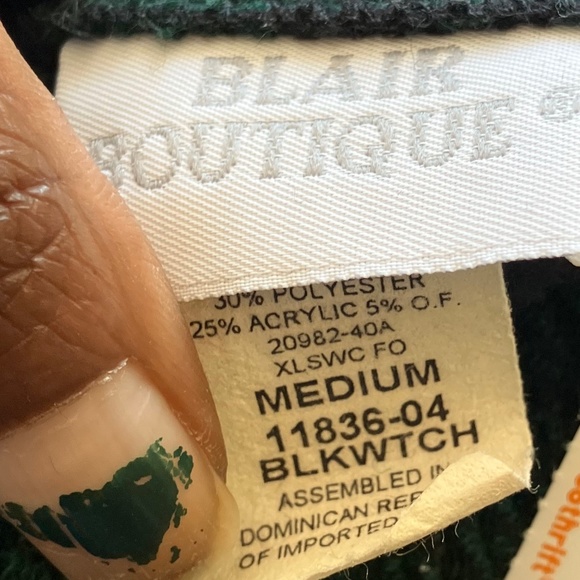 BLAIR
BOUTIQUE ®
30% POLYESTER
25% ACRYLIC 5% O.F.
20982-40A
XLSWC FO
MEDIUM
11836-04
BLKWTCH
ASSEMBLED IN
DOMINICAN REP
OF IMPORTED
othrift